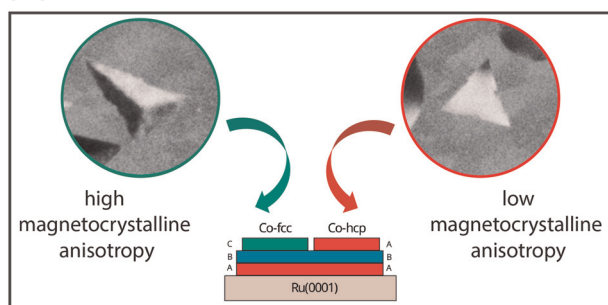 high
magnetocrystalline
anisotropy
low
magnetocrystalline
anisotropy
Co-fcc Co-hcp
C A
B B
A A
Ru(0001)